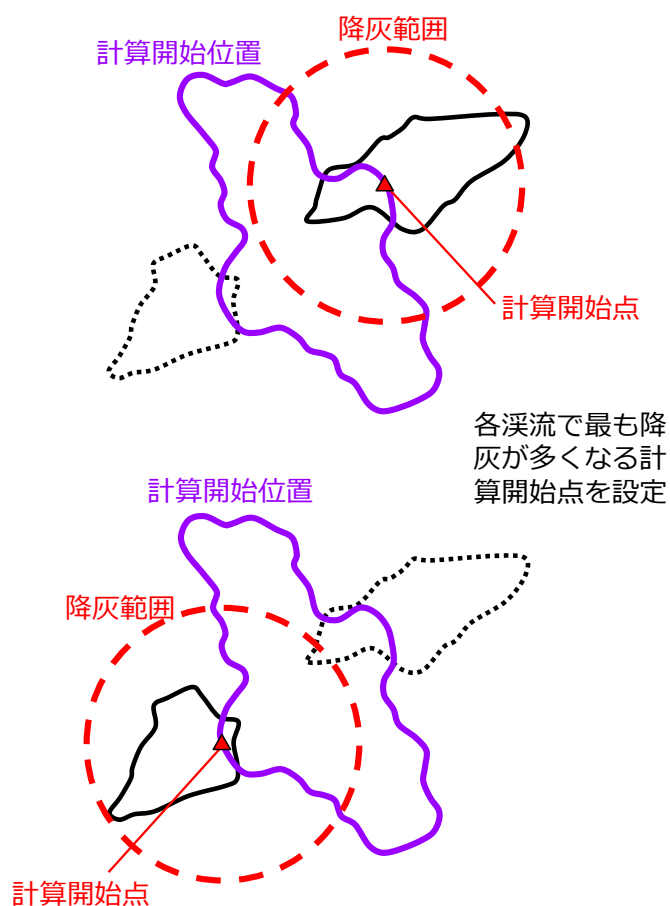 降灰範囲
計算開始位置
計算開始点
各渓流で最も降
灰が多くなる計
算開始点を設定
計算開始位置
降灰範囲
計算開始点